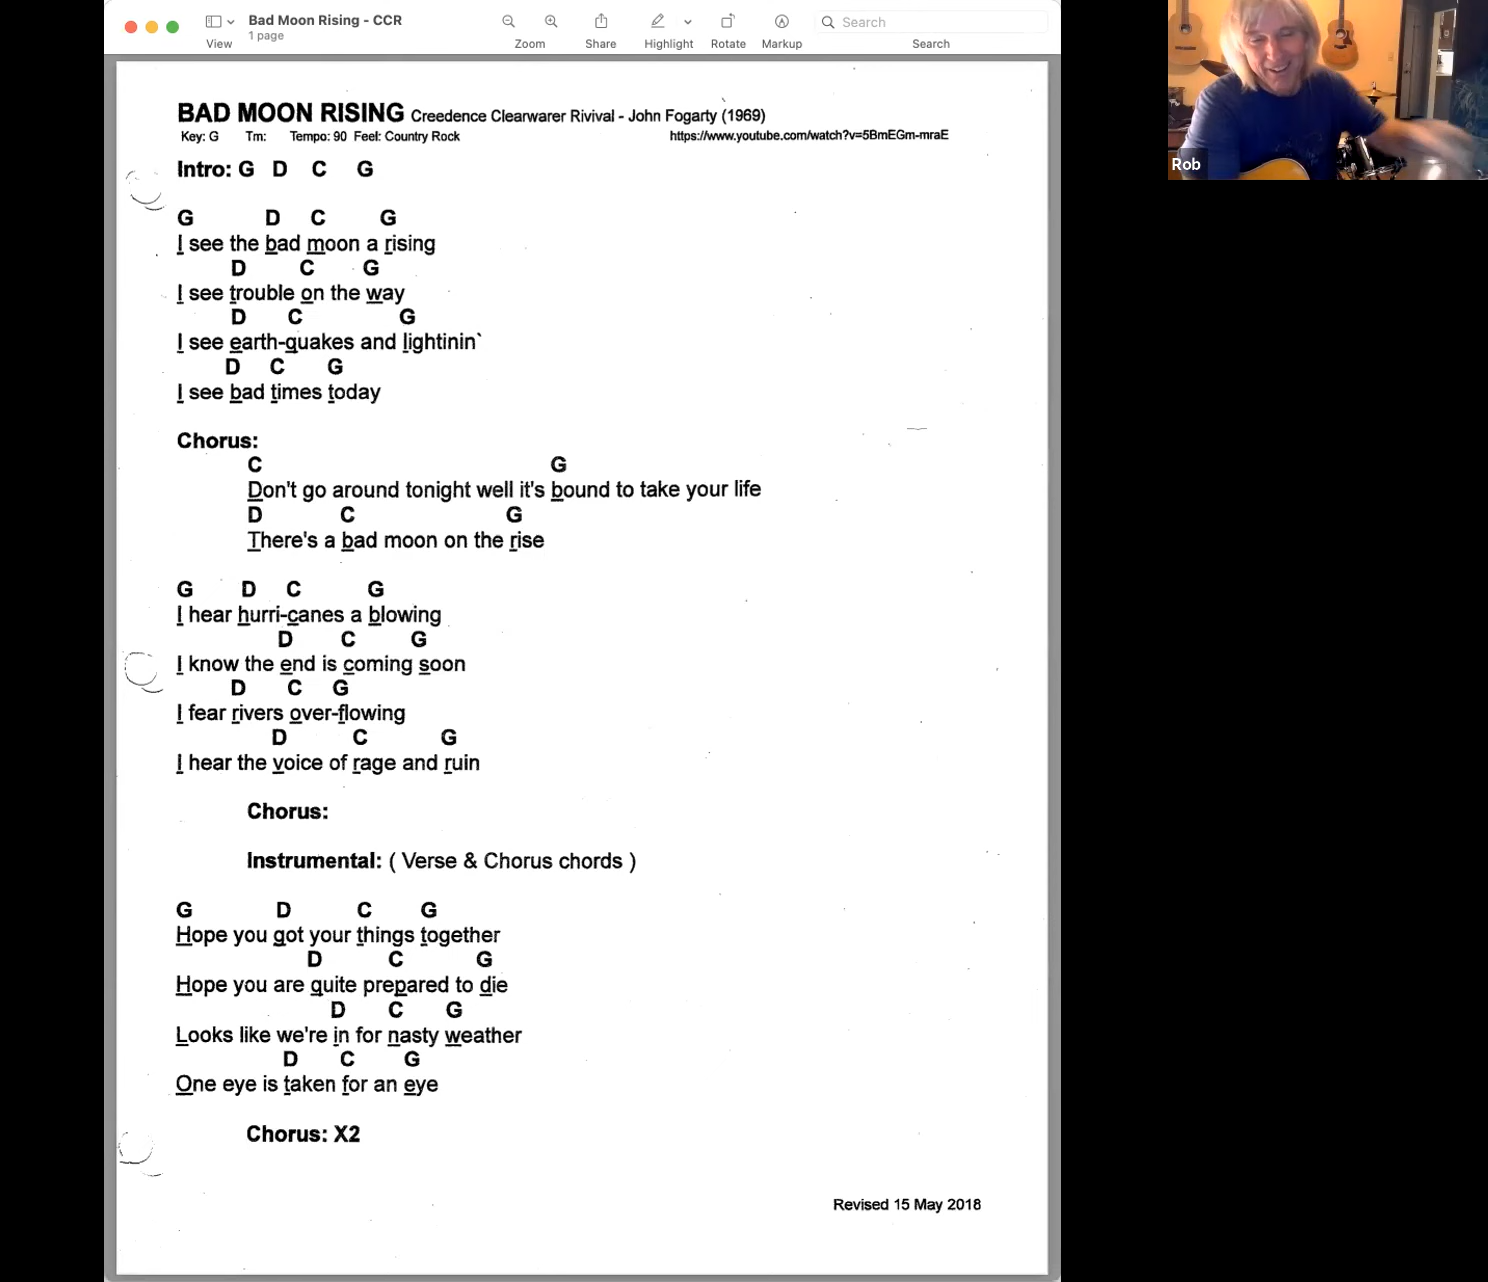 Bad Moon Rising - CCR
1 page
View
Zoom
Share
Highlight
Rotate
Markup
Search
Search
BAD MOON RISING Creedence Clearwarer Rivival - John Fogarty (1969)
Key: G Tm: Tempo: 90 Feel: Country Rock https://www.youtube.com/watch?v=5BmEGm-mraE
Intro: G D C G
G D C G
I see the bad moon a rising
D C G
I see trouble on the way
D C G
I see earth-quakes and lightinin`
D C G
I see bad times today
Chorus:
C G
Don't go around tonight well it's bound to take your life
D C G
There's a bad moon on the rise
G D C G
I hear hurri-canes a blowing
D C G
I know the end is coming soon
D C G
I fear rivers over-flowing
D C G
I hear the voice of rage and ruin
Chorus:
Instrumental: ( Verse & Chorus chords )
G D C G
Hope you got your things together
D C G
Hope you are quite prepared to die
D C G
Looks like we're in for nasty weather
D C G
One eye is taken for an eye
Chorus: X2
Revised 15 May 2018
Rob